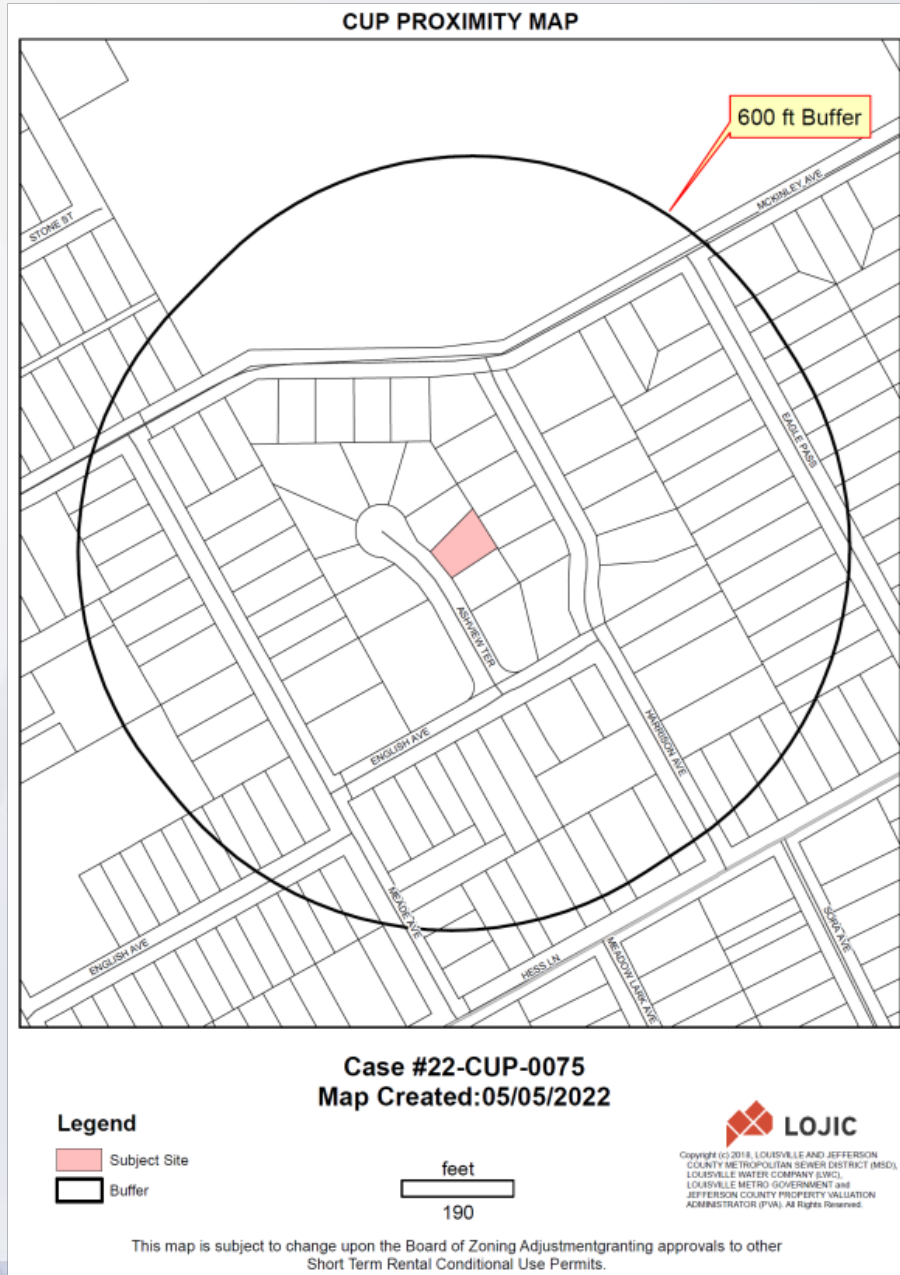 CUP PROXIMITY MAP
600 ft Buffer
MCKINLEY AVE
STONE ST
EAGLE PASS
ASHVIEW TER
ENGLISH AVE
HARRISON AVE
MEADE AVE
ENGLISH AVE
HESS LN
MEADOW LARK AVE
SORA AVE
Case #22-CUP-0075
Map Created:05/05/2022
Legend
Subject Site
Buffer
feet
190
LOJIC
Copyright (c) 2018, LOUISVILLE AND JEFFERSON
COUNTY METROPOLITAN SEWER DISTRICT (MSD),
LOUISVILLE WATER COMPANY (LWC),
LOUISVILLE METRO GOVERNMENT and
JEFFERSON COUNTY PROPERTY VALUATION
ADMINISTRATOR (PVA). All Rights Reserved.
This map is subject to change upon the Board of Zoning Adjustmentgranting approvals to other
Short Term Rental Conditional Use Permits.